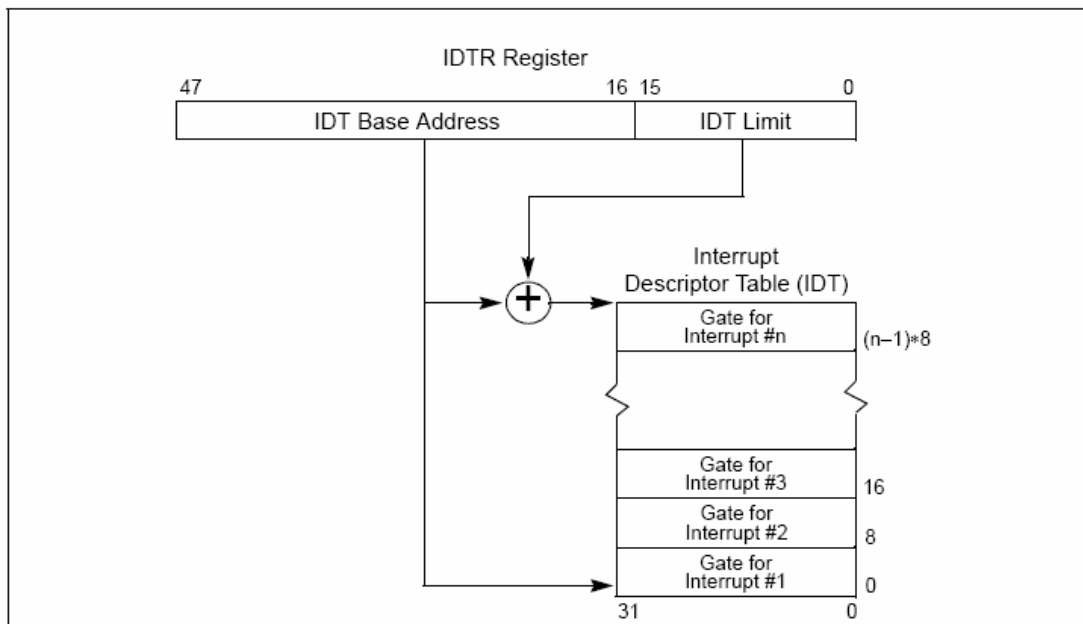 IDTR Register
47 16 15 0
IDT Base Address IDT Limit
+
Interrupt
Descriptor Table (IDT)
Gate for
Interrupt #n
(n–1)*8
Gate for
Interrupt #3
16
Gate for
Interrupt #2
8
Gate for
Interrupt #1
0
31 0